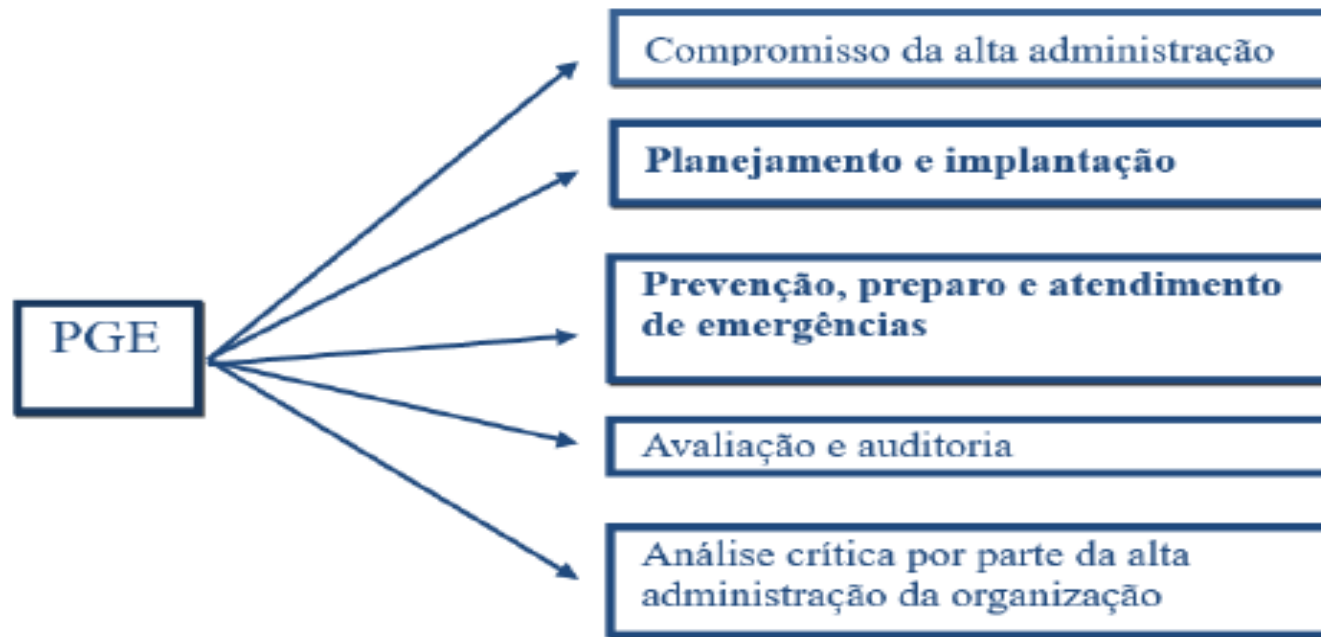 Compromisso da alta administração
Planejamento e implantação
Prevenção, preparo e atendimento
de emergências
PGE
Avaliação e auditoria
Análise crítica por parte da alta
administração da organização